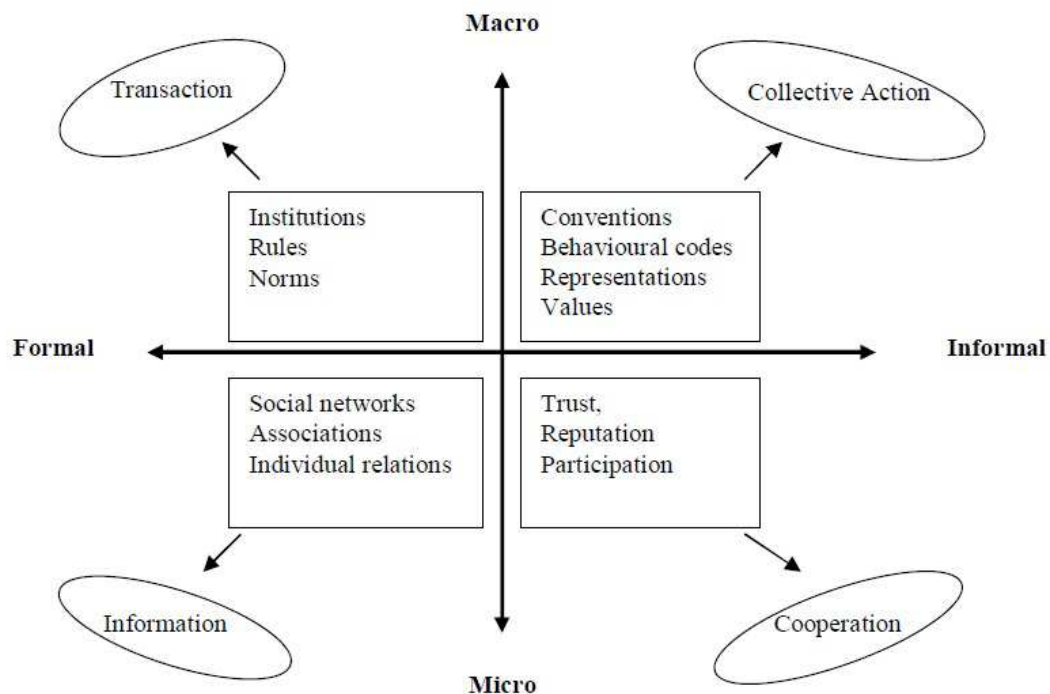 Macro
Transaction
Collective Action
Institutions
Rules
Norms
Conventions
Behavioural codes
Representations
Values
Formal
Informal
Social networks
Associations
Individual relations
Trust,
Reputation
Participation
Information
Cooperation
Micro